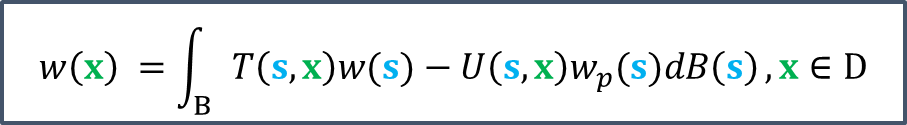 w(x) = ∫_B T(s,x)w(s) − U(s,x)w_p(s)dB(s) , x ∈ D